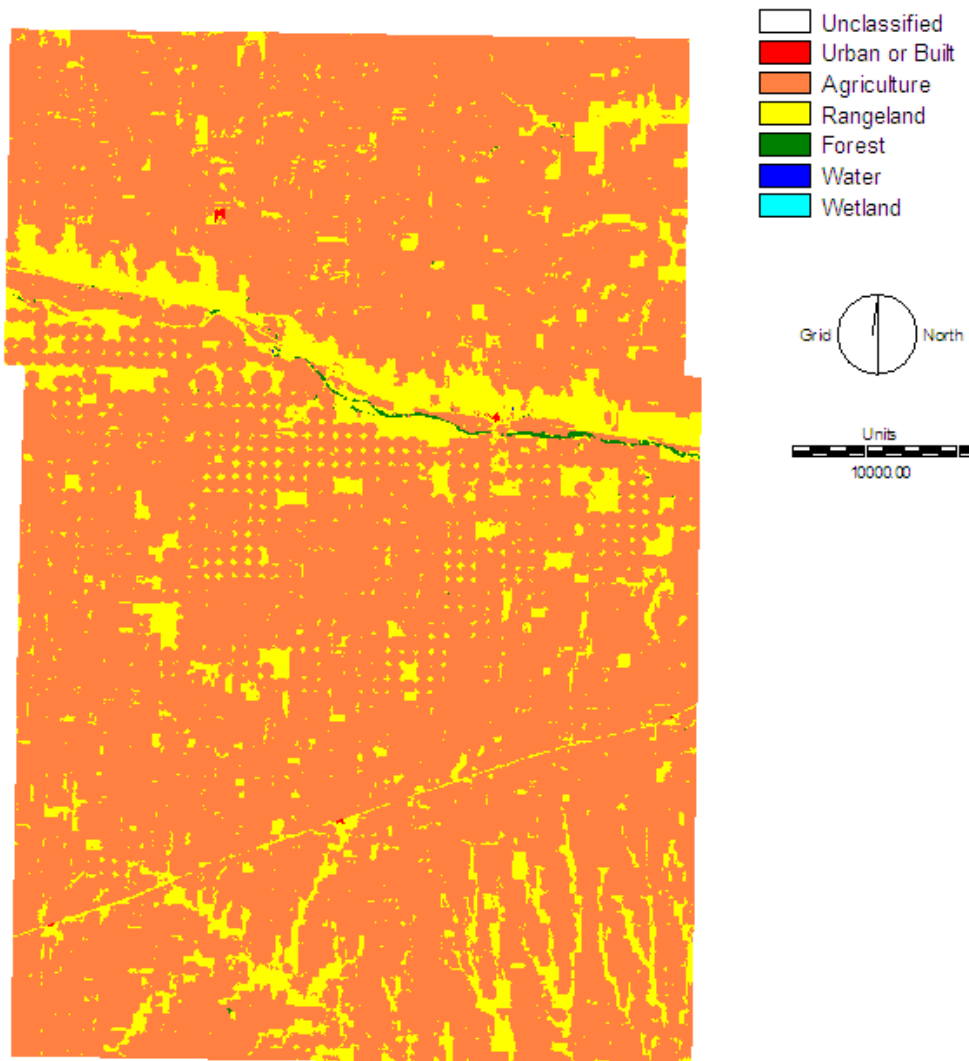 Unclassified
Urban or Built
Agriculture
Rangeland
Forest
Water
Wetland
Grid North
Units
10000.00